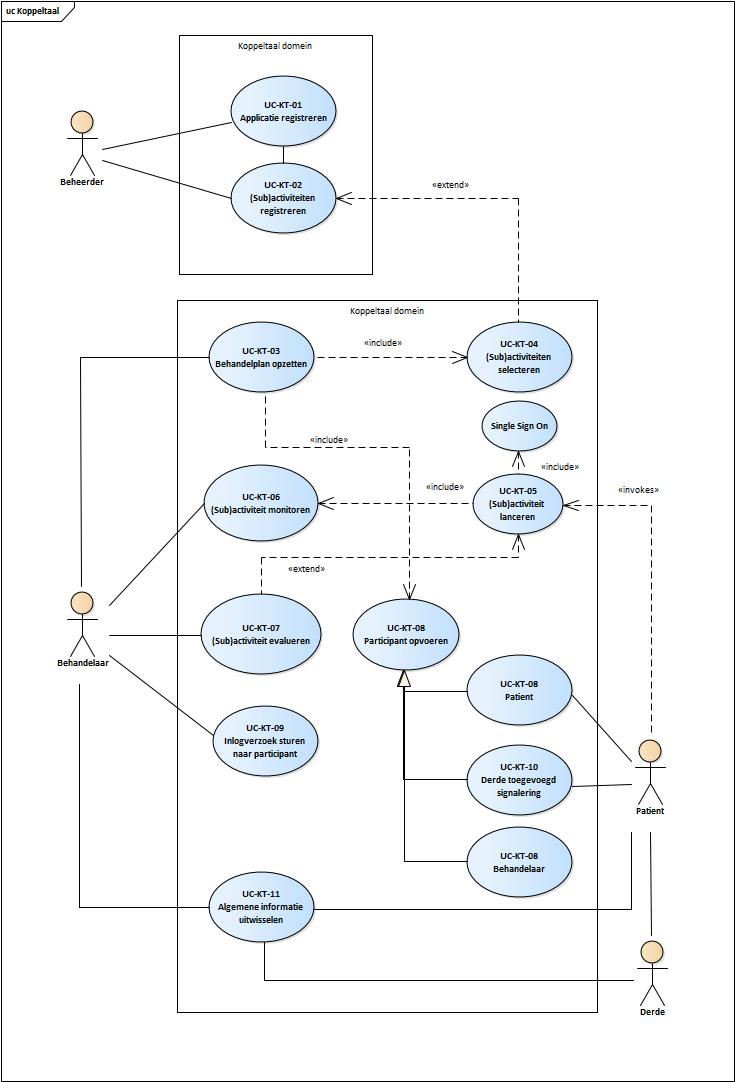 uc Koppeltaal
Koppeltaal domein
UC-KT-01
Applicatie registreren
Beheerder
UC-KT-02
(Sub)activiteiten
registreren
«extend»
Koppeltaal domein
UC-KT-03
Behandelplan opzetten
«include»
UC-KT-04
(Sub)activiteiten
selecteren
Single Sign On
«include»
«include»
UC-KT-06
(Sub)activiteit monitoren
«include»
UC-KT-05
(Sub)activiteit
lanceren
«invokes»
«extend»
Behandelaar
UC-KT-07
(Sub)activiteit evalueren
UC-KT-08
Participant opvoeren
UC-KT-08
Patient
UC-KT-09
Inlogverzoek sturen
naar participant
UC-KT-10
Derde toegevoegd
signalering
Patient
UC-KT-08
Behandelaar
UC-KT-11
Algemene informatie
uitwisselen
Derde